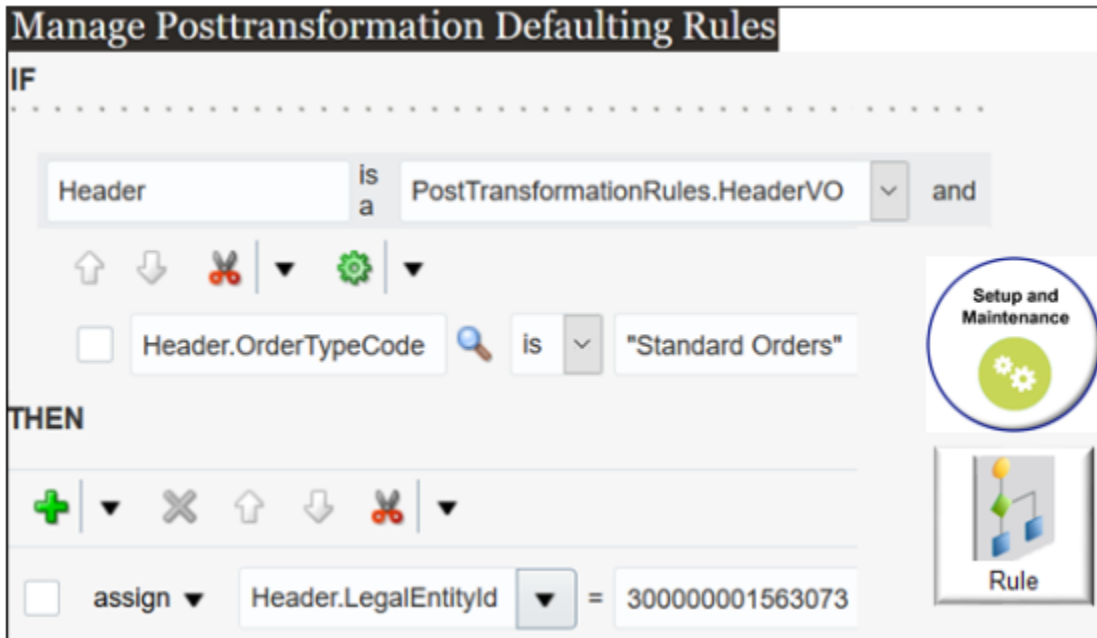 Manage Posttransformation Defaulting Rules
IF
Header is a PostTransformationRules.HeaderVO and
Setup and
Maintenance
Header.OrderTypeCode is "Standard Orders"
THEN
Rule
assign Header.LegalEntityId = 300000001563073